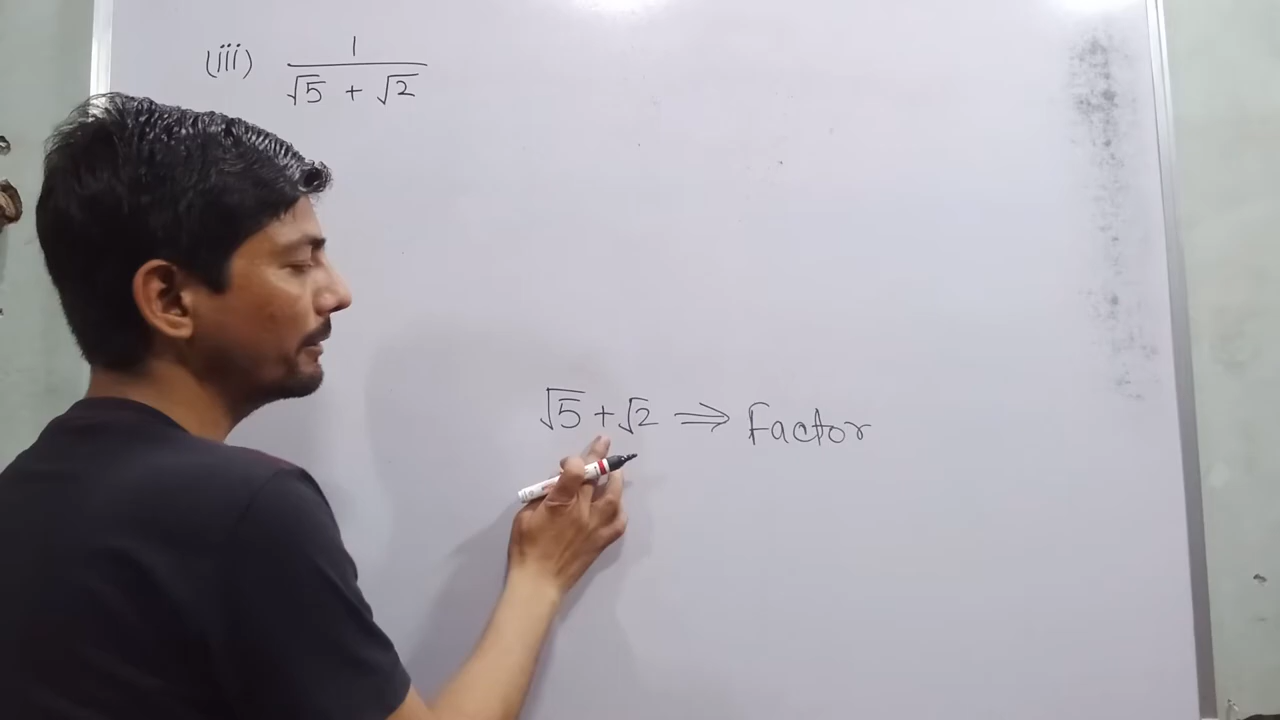 (iii) 1
√5 + √2
√5 + √2 ⇒ Factor